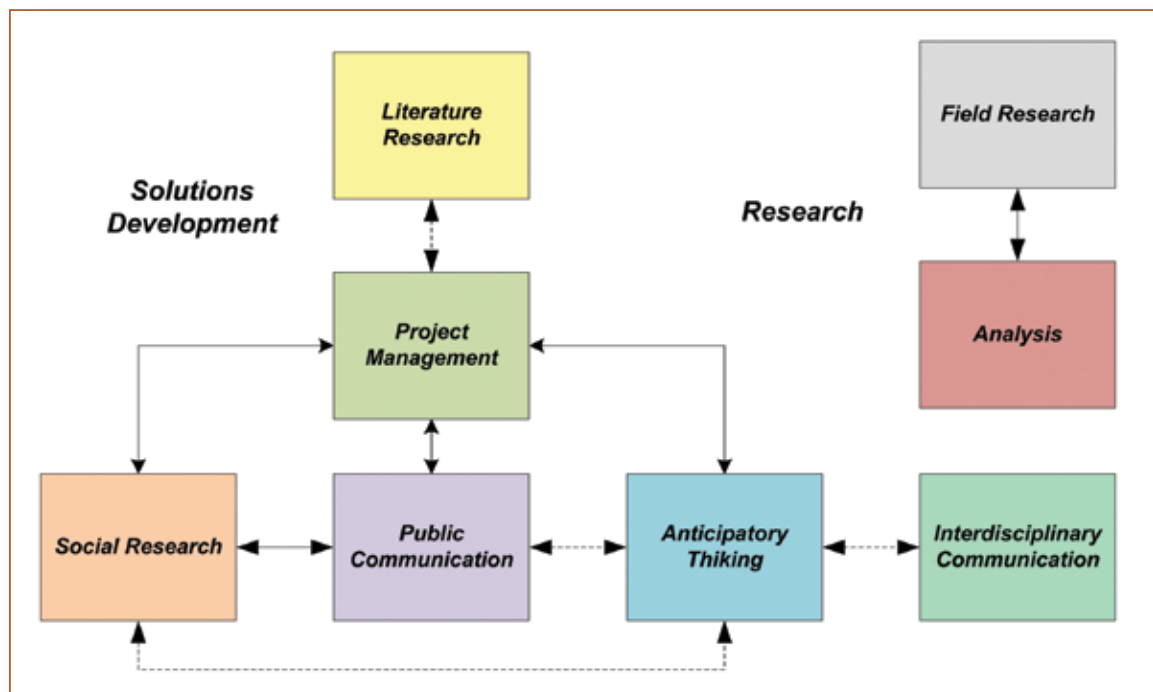 Literature
Research
Field Research
Solutions
Development
Research
Project
Management
Analysis
Social Research
Public
Communication
Anticipatory
Thiking
Interdisciplinary
Communication